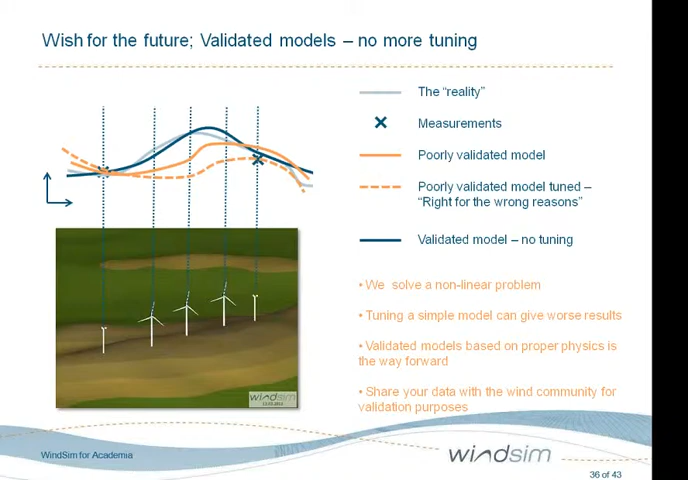 Wish for the future; Validated models – no more tuning
The “reality”
Measurements
Poorly validated model
Poorly validated model tuned –
“Right for the wrong reasons”
Validated model – no tuning
• We solve a non-linear problem
• Tuning a simple model can give worse results
• Validated models based on proper physics is
the way forward
• Share your data with the wind community for
validation purposes
windsim
WindSim for Academia
windsim
36 of 43